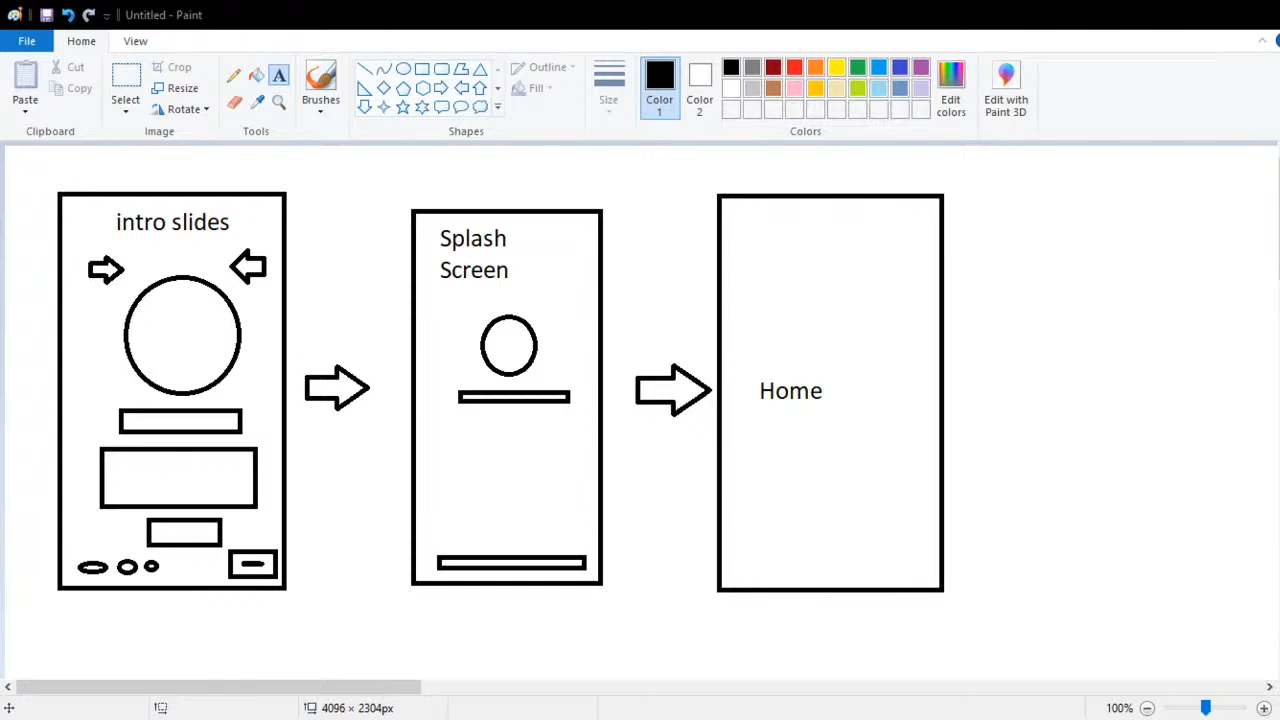 Untitled - Paint
File
Home
View
Paste
Cut
Copy
Clipboard
Select
Crop
Resize
Rotate
Image
A
Tools
Brushes
Shapes
Outline
Fill
Size
Color
1
Color
2
Colors
Edit
colors
Edit with
Paint 3D
intro slides
Splash
Screen
Home
4096 × 2304px
100%